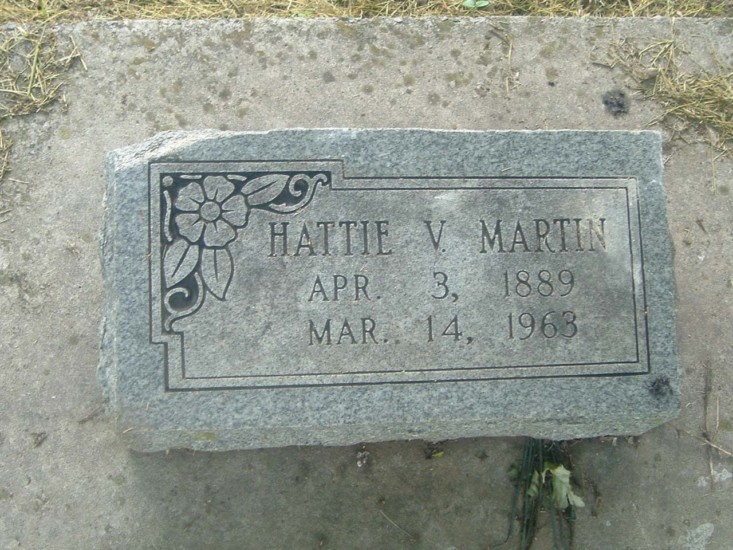 HATTIE V. MARTIN
APR. 3, 1889
MAR. 14, 1963